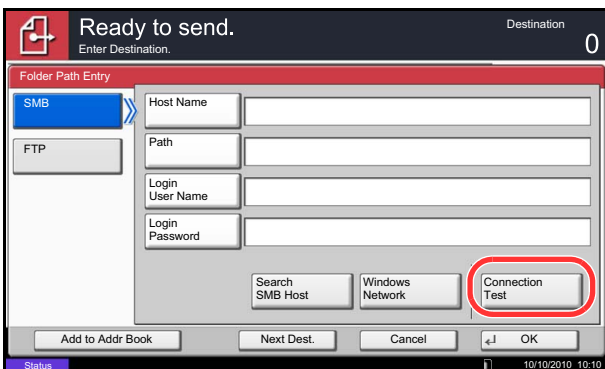 Ready to send.
Destination
Enter Destination.
0
Folder Path Entry
SMB
FTP
Host Name
Path
Login
User Name
Login
Password
Search
SMB Host
Windows
Network
Connection
Test
Add to Addr Book
Next Dest.
Cancel
OK
Status
10/10/2010 10:10